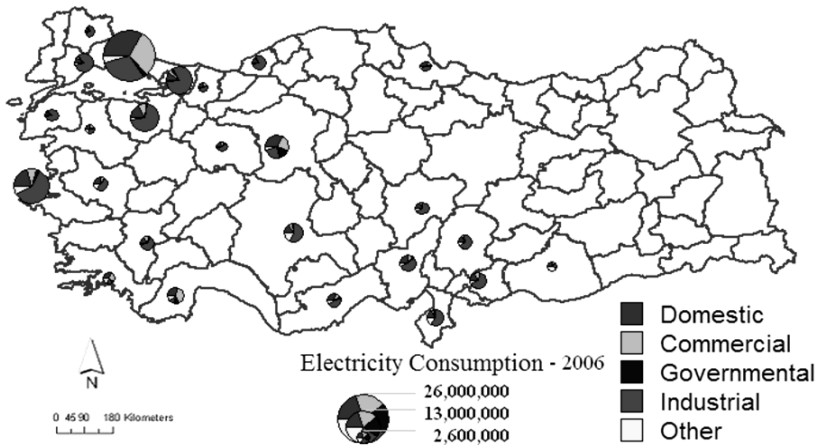 Domestic
Commercial
Governmental
Industrial
Other
Electricity Consumption - 2006
26,000,000
13,000,000
2,600,000
N
0 45 90 180 Kilometers